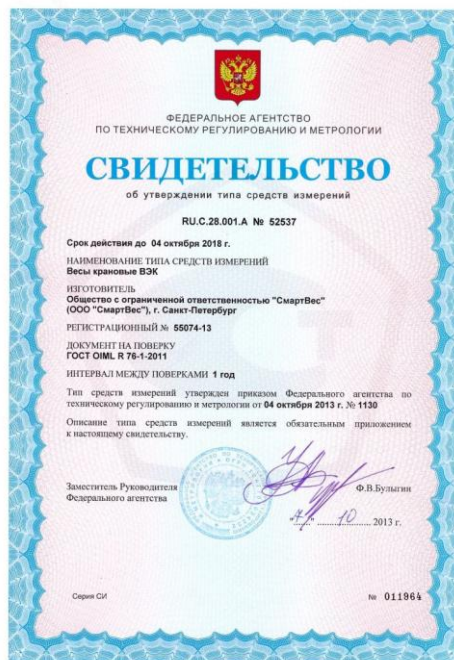 ФЕДЕРАЛЬНОЕ АГЕНТСТВО
ПО ТЕХНИЧЕСКОМУ РЕГУЛИРОВАНИЮ И МЕТРОЛОГИИ
СВИДЕТЕЛЬСТВО
об утверждении типа средств измерений
RU.C.28.001.A № 52537
Срок действия до 04 октября 2018 г.
НАИМЕНОВАНИЕ ТИПА СРЕДСТВ ИЗМЕРЕНИЙ
Весы крановые ВЭК
ИЗГОТОВИТЕЛЬ
Общество с ограниченной ответственностью "СмартВес"
(ООО "СмартВес"), г. Санкт-Петербург
РЕГИСТРАЦИОННЫЙ № 55074-13
ДОКУМЕНТ НА ПОВЕРКУ
ГОСТ OIML R 76-1-2011
ИНТЕРВАЛ МЕЖДУ ПОВЕРКАМИ 1 год
Тип средств измерений утвержден приказом Федерального агентства по
техническому регулированию и метрологии от 04 октября 2013 г. № 1130
Описание типа средств измерений является обязательным приложением
к настоящему свидетельству.
Заместитель Руководителя
Федерального агентства
Ф.В.Булыгин
10 2013 г.
Серия СИ
№ 011964